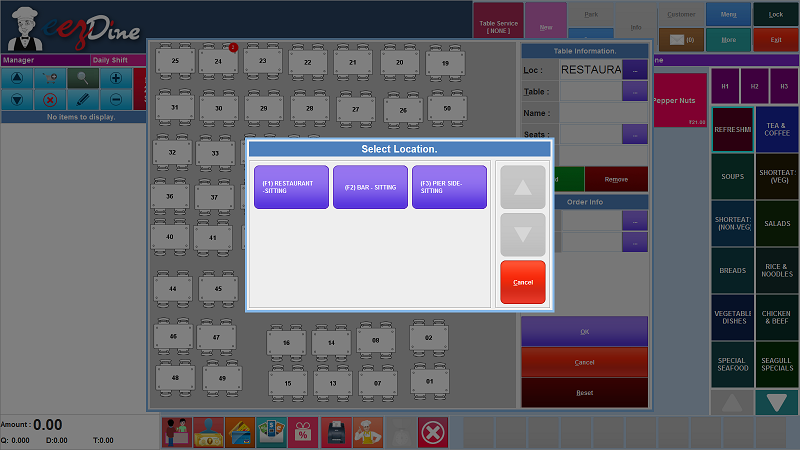 eezDine
Table Service
[ NONE ]
New
Park
Info
Customer
Menu
Lock
(0)
More
Exit
Manager
Daily Shift
No items to display.
25
24
2
23
22
21
20
19
31
30
29
28
27
26
50
32
33
36
37
40
41
44
45
46
47
48
49
16
14
08
02
15
13
07
01
Table Information.
Loc :
RESTAURA
...
Table :
...
Name :
Seats :
...
Remove
Order Info
...
...
OK
Cancel
Reset
Select Location.
(F1) RESTAURANT
-SITTING
(F2) BAR - SITTING
(F3) PIER SIDE-
SITTING
Cancel
Pepper Nuts
₹21.00
H1
H2
H3
REFRESHM
TEA &
COFFEE
SOUPS
SHORTEAT:
(VEG)
SHORTEAT:
(NON-VEG)
SALADS
BREADS
RICE &
NOODLES
VEGETABLE
DISHES
CHICKEN
& BEEF
SPECIAL
SEAFOOD
SEAGULL
SPECIALS
Amount : 0.00
Q: 0.000
D:0.00
T:0.00